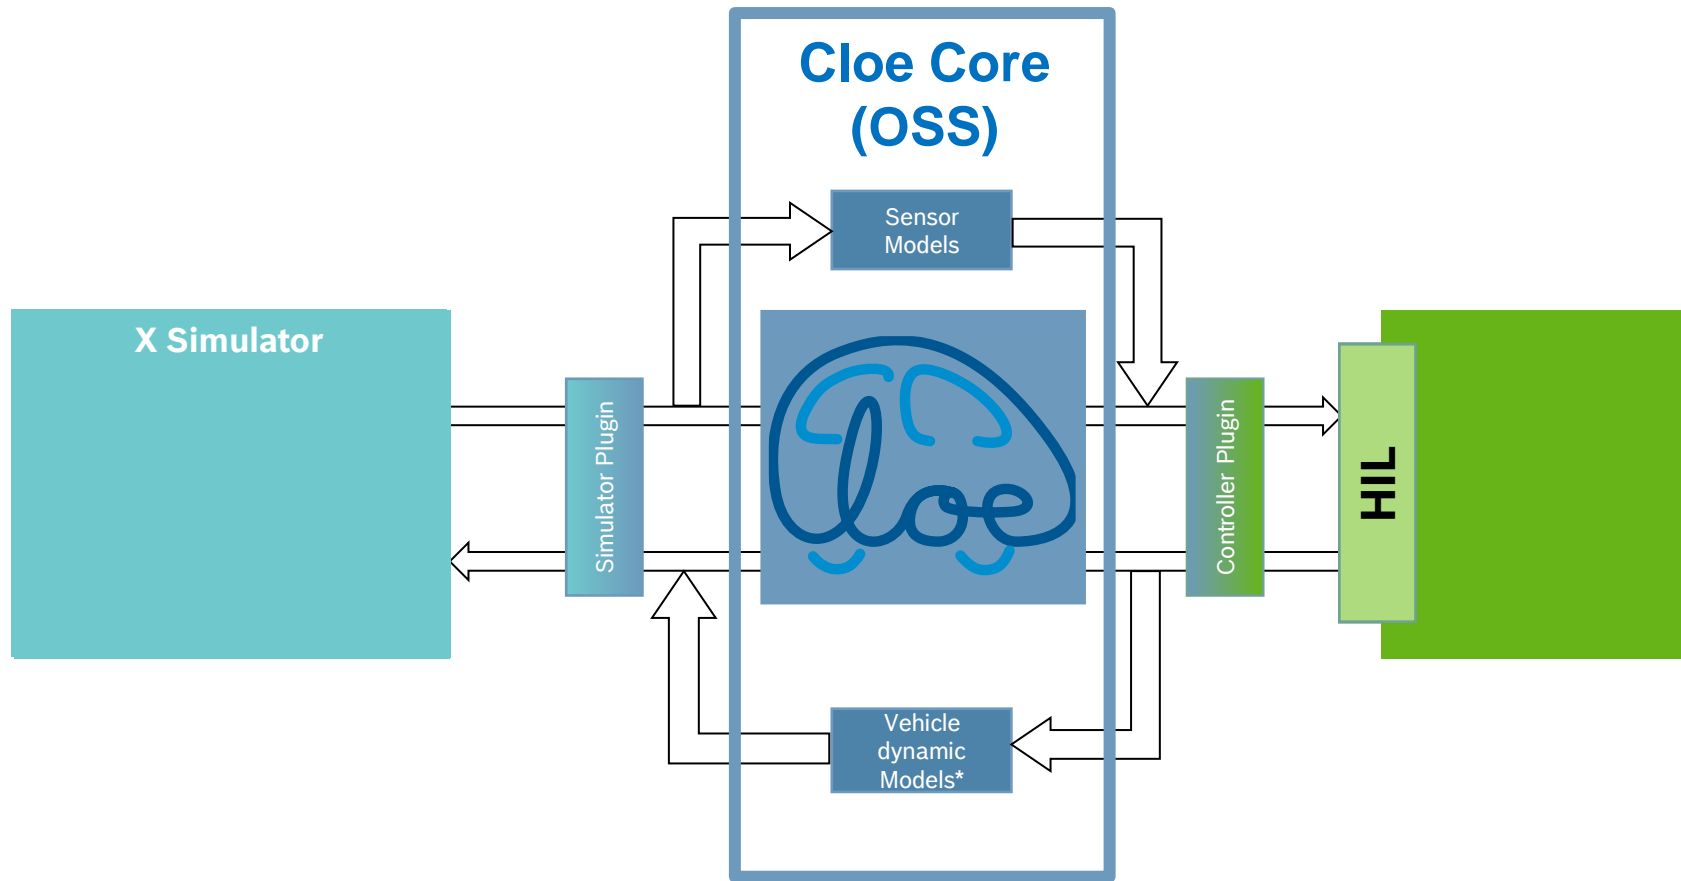 Cloe Core
(OSS)
Sensor
Models
X Simulator
Simulator Plugin
Cloe
Controller Plugin
HIL
Vehicle
dynamic
Models*